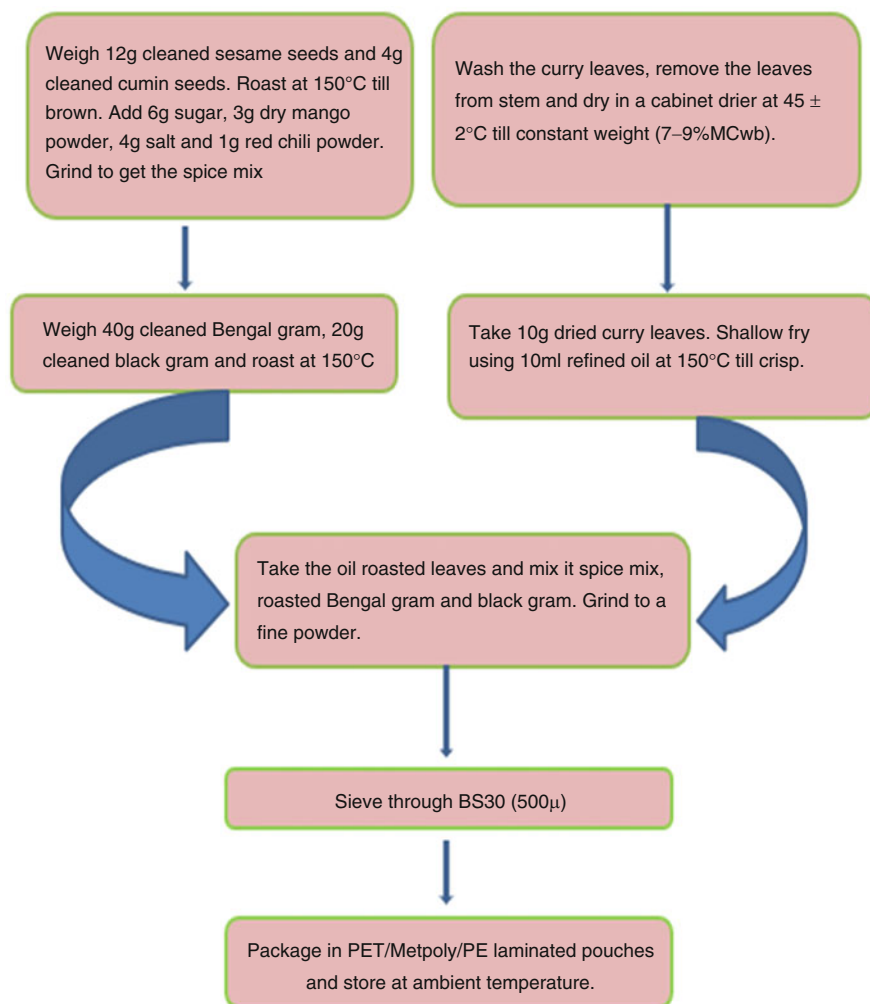 Weigh 12g cleaned sesame seeds and 4g
cleaned cumin seeds. Roast at 150°C till
brown. Add 6g sugar, 3g dry mango
powder, 4g salt and 1g red chili powder.
Grind to get the spice mix
Wash the curry leaves, remove the leaves
from stem and dry in a cabinet drier at 45 ±
2°C till constant weight (7–9%MCwb).
Weigh 40g cleaned Bengal gram, 20g
cleaned black gram and roast at 150°C
Take 10g dried curry leaves. Shallow fry
using 10ml refined oil at 150°C till crisp.
Take the oil roasted leaves and mix it spice mix,
roasted Bengal gram and black gram. Grind to a
fine powder.
Sieve through BS30 (500μ)
Package in PET/Metpoly/PE laminated pouches
and store at ambient temperature.